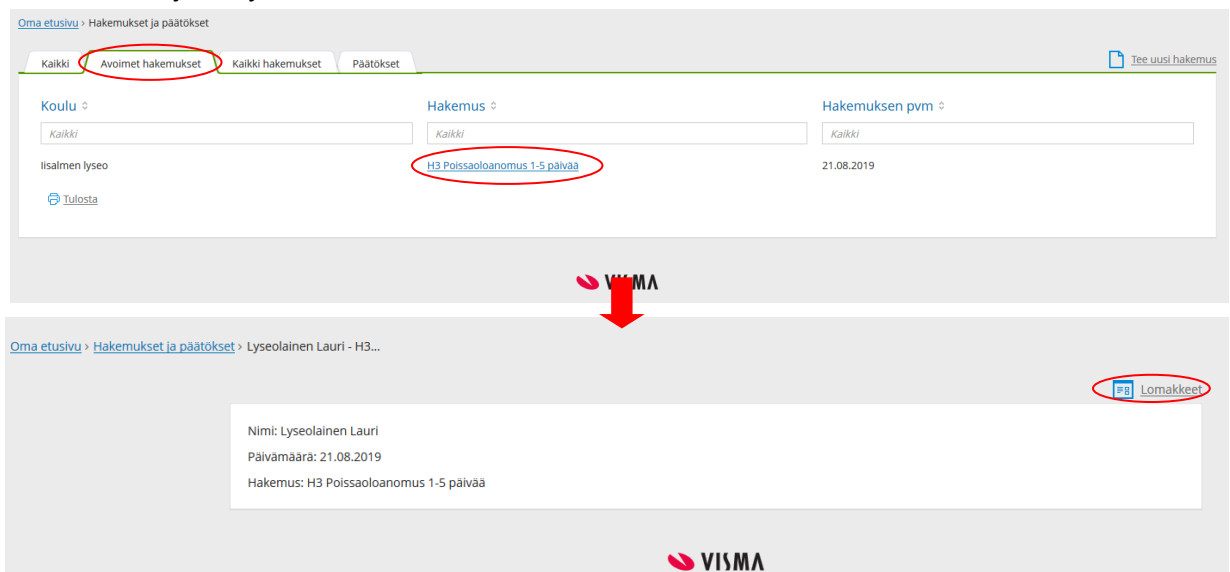 Oma etusivu › Hakemukset ja päätökset
Kaikki Avoimet hakemukset Kaikki hakemukset Päätökset Tee uusi hakemus
Koulu Hakemus Hakemuksen pvm
Kaikki Kaikki Kaikki
Iisalmen lyseo H3 Poissaoloanomus 1-5 päivää 21.08.2019
Tulosta
VISMA
Oma etusivu › Hakemukset ja päätökset › Lyseolainen Lauri - H3...
Lomakkeet
Nimi: Lyseolainen Lauri
Päivämäärä: 21.08.2019
Hakemus: H3 Poissaoloanomus 1-5 päivää
VISMA